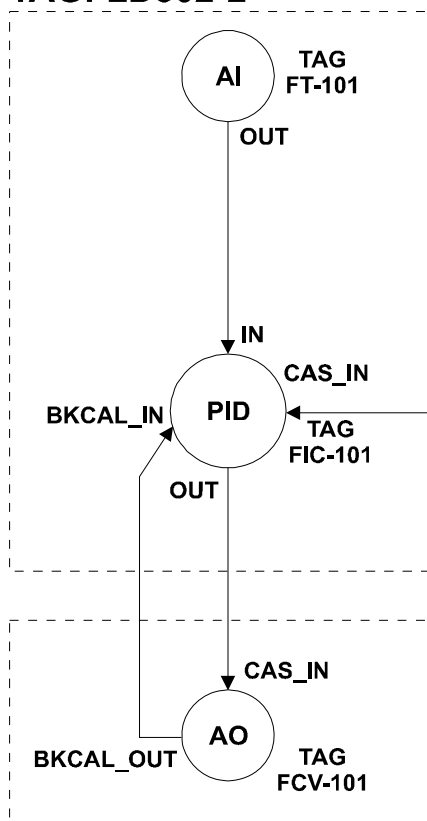 AI
TAG
FT-101
OUT
IN
CAS_IN
BKCAL_IN
PID
TAG
FIC-101
OUT
CAS_IN
AO
BKCAL_OUT
TAG
FCV-101